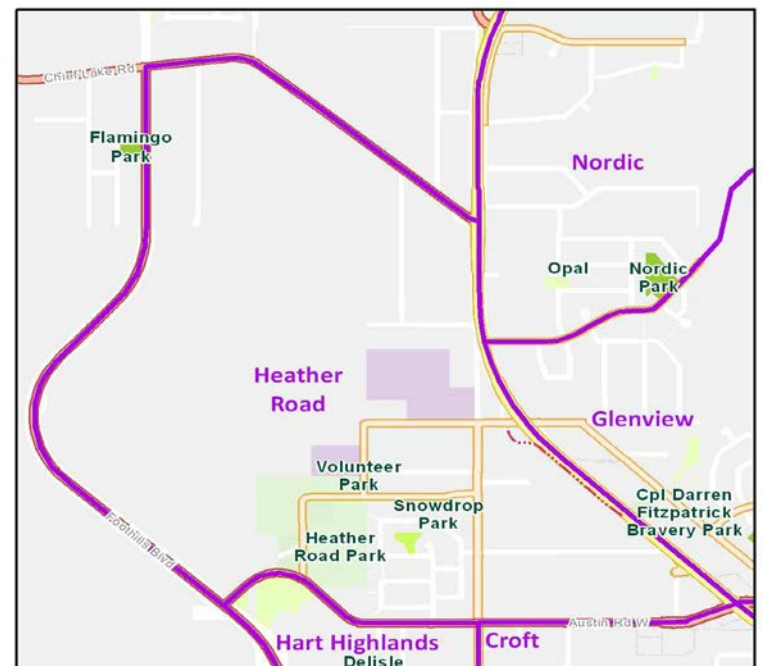 Chief Lake Rd
Flamingo
Park
Nordic
Opal
Nordic
Park
Heather
Road
Glenview
Volunteer
Park
Snowdrop
Park
Cpl Darren
Fitzpatrick
Bravery Park
Heather
Road Park
Foothills Blvd
Austin Rd W
Hart Highlands
Croft
Delisle